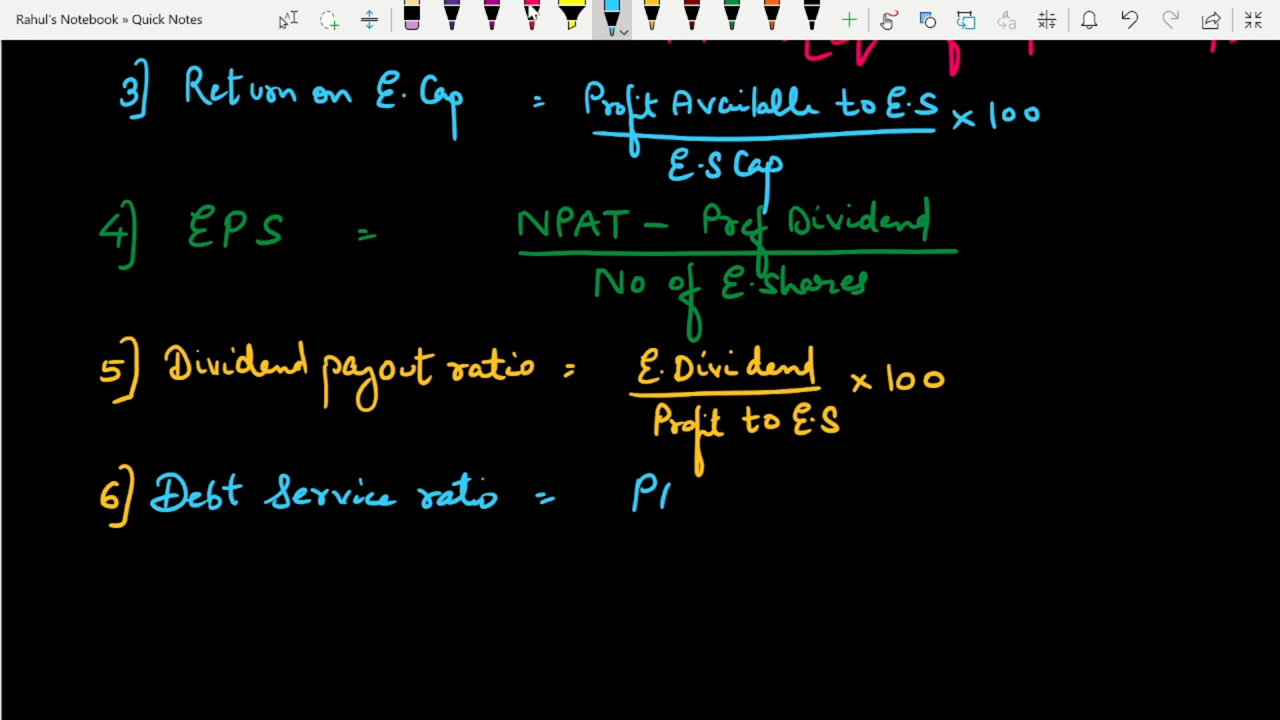 Rahul's Notebook » Quick Notes
3] Return on E. Cap = Profit Available to E.S × 100
E.S Cap
4] EPS = NPAT - Pref Dividend
No of E.shares
5] Dividend payout ratio = E.Dividend × 100
Profit to E.S
6] Debt Service ratio = P